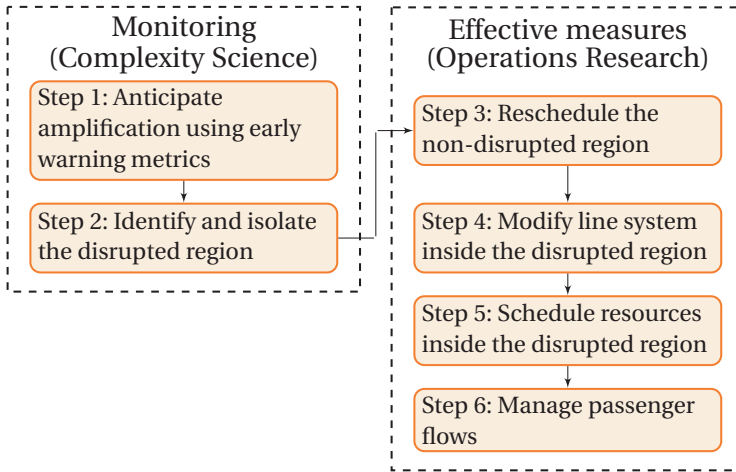 Monitoring
(Complexity Science)
Step 1: Anticipate
amplification using early
warning metrics
Step 2: Identify and isolate
the disrupted region
Effective measures
(Operations Research)
Step 3: Reschedule the
non-disrupted region
Step 4: Modify line system
inside the disrupted region
Step 5: Schedule resources
inside the disrupted region
Step 6: Manage passenger
flows